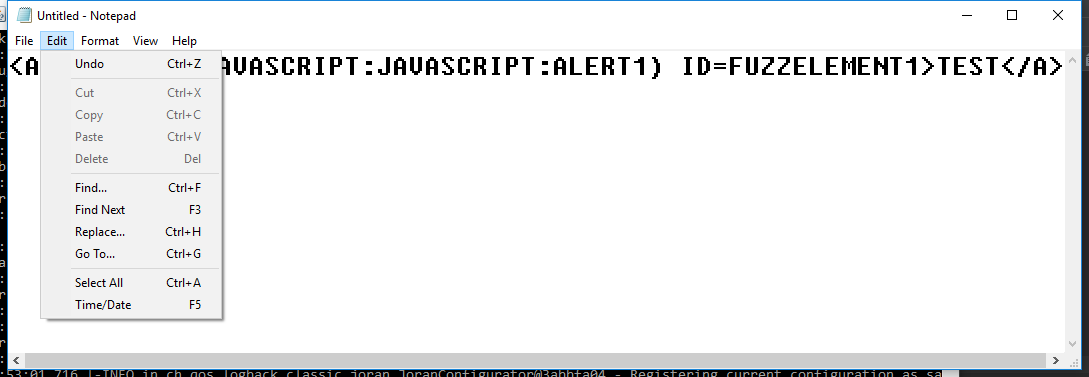 Untitled - Notepad
File Edit Format View Help
<A AVASCRIPT:JAVASCRIPT:ALERT1) ID=FUZZELEMENT1>TEST</A>
Undo Ctrl+Z
Cut Ctrl+X
Copy Ctrl+C
Paste Ctrl+V
Delete Del
Find... Ctrl+F
Find Next F3
Replace... Ctrl+H
Go To... Ctrl+G
Select All Ctrl+A
Time/Date F5
:53:01,716 |-INFO in ch.qos.logback.classic.joran.JoranConfigurator@3abbfa04 - Registering current configuration as sa